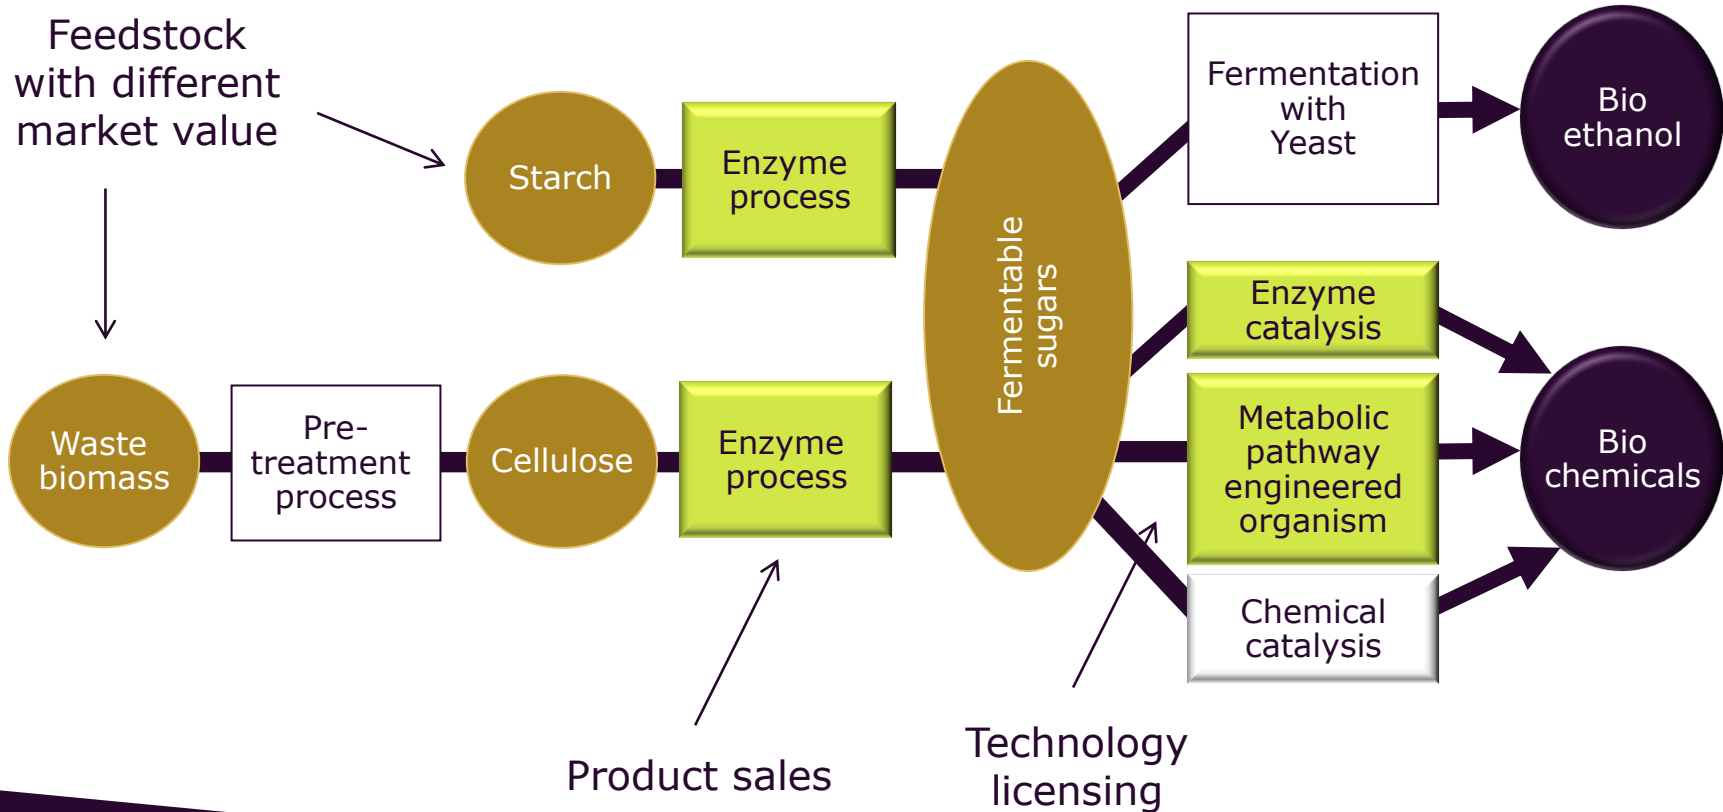 Feedstock
with different
market value
Starch
Enzyme
process
Fermentable
sugars
Fermentation
with
Yeast
Bio
ethanol
Enzyme
catalysis
Waste
biomass
Pre-
treatment
process
Cellulose
Enzyme
process
Metabolic
pathway
engineered
organism
Bio
chemicals
Chemical
catalysis
Product sales
Technology
licensing